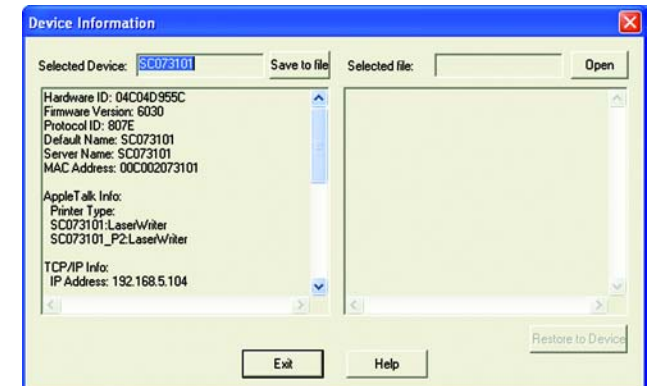 Device Information
Selected Device: SC073101 Save to file Selected file: Open
Hardware ID: 04C04D955C
Firmware Version: 6030
Protocol ID: 807E
Default Name: SC073101
Server Name: SC073101
MAC Address: 00C002073101
AppleTalk Info:
Printer Type:
SC073101:LaserWriter
SC073101_P2:LaserWriter
TCP/IP Info:
IP Address: 192.168.5.104
Restore to Device
Exit Help